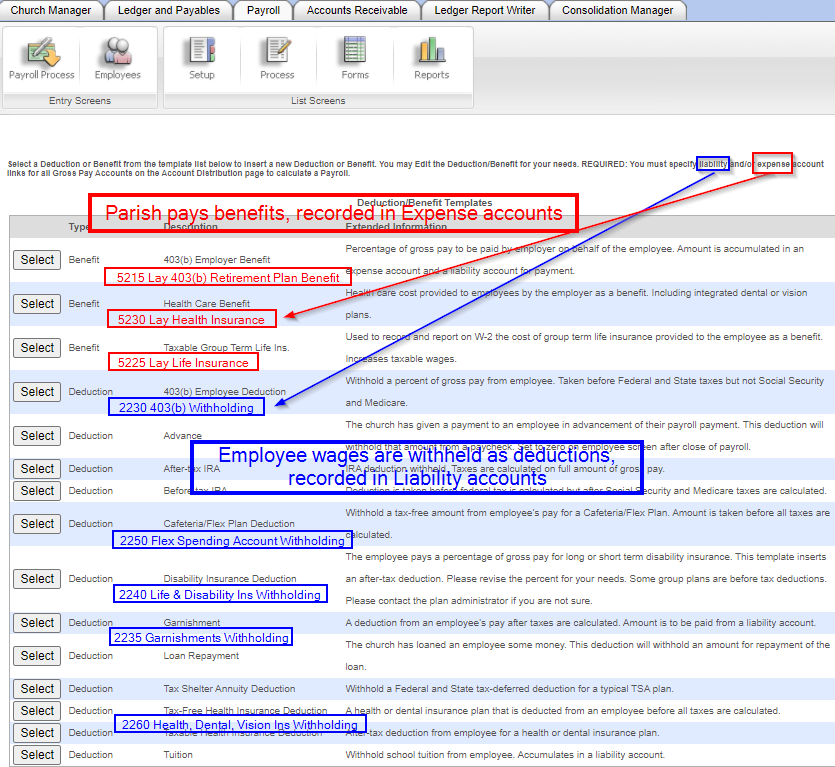 Church Manager Ledger and Payables Payroll Accounts Receivable Ledger Report Writer Consolidation Manager
Payroll Process Employees Setup Process Forms Reports
Entry Screens List Screens
Select a Deduction or Benefit from the template list below to Insert a new Deduction or Benefit. You may Edit the Deduction/Benefit for your needs. REQUIRED: You must specify liability and/or expense account
links for all Gross Pay Accounts on the Account Distribution page to calculate a Payroll.
Deduction/Benefit Templates
Parish pays benefits, recorded in Expense accounts
Type Description Extended Information
Percentage of gross pay to be paid by employer on behalf of the employee. Amount is accumulated in an
Select Benefit 403(b) Employer Benefit
expense account and a liability account for payment.
5215 Lay 403(b) Retirement Plan Benefit
Health care cost provided to employees by the employer as a benefit. Including integrated dental or vision
Select Benefit Health Care Benefit
plans.
5230 Lay Health Insurance
Used to record and report on W-2 the cost of group term life insurance provided to the employee as a benefit.
Select Benefit Taxable Group Term Life Ins.
Increases taxable wages.
5225 Lay Life Insurance
Withhold a percent of gross pay from employee. Taken before Federal and State taxes but not Social Security
Select Deduction 403(b) Employee Deduction
and Medicare.
2230 403(b) Withholding
The church has given a payment to an employee in advancement of their payroll payment. This deduction will
Select Deduction Advance
withhold that amount from a paycheck. Set to zero on employee screen after close of payroll.
Employee wages are withheld as deductions,
recorded in Liability accounts
Select Deduction After-tax IRA IRA deduction withheld. Taxes are calculated on full amount of gross pay.
Select Deduction Before-tax IRA Deduction is taken before federal tax is calculated but after Social Security and Medicare taxes are calculated.
Withhold a tax-free amount from employee's pay for a Cafeteria/Flex Plan. Amount is taken before all taxes are
Select Deduction Cafeteria/Flex Plan Deduction
calculated.
2250 Flex Spending Account Withholding
The employee pays a percentage of gross pay for long or short term disability insurance. This template inserts
Select Deduction Disability Insurance Deduction an after-tax deduction. Please revise the percent for your needs. Some group plans are before tax deductions.
2240 Life & Disability Ins Withholding
Please contact the plan administrator if you are not sure.
Select Deduction Garnishment A deduction from an employee's pay after taxes are calculated. Amount is to be paid from a liability account.
2235 Garnishments Withholding
The church has loaned an employee some money. This deduction will withhold an amount for repayment of the
Select Deduction Loan Repayment
loan.
Select Deduction Tax Shelter Annuity Deduction Withhold a Federal and State tax-deferred deduction for a typical TSA plan.
Select Deduction Tax-Free Health Insurance Deduction A health or dental insurance plan that is deducted from an employee before all taxes are calculated.
2260 Health, Dental, Vision Ins Withholding
Select Deduction Taxable Health Insurance Deduction After-tax deduction from employee for a health or dental insurance plan.
Select Deduction Tuition Withhold school tuition from employee. Accumulates in a liability account.